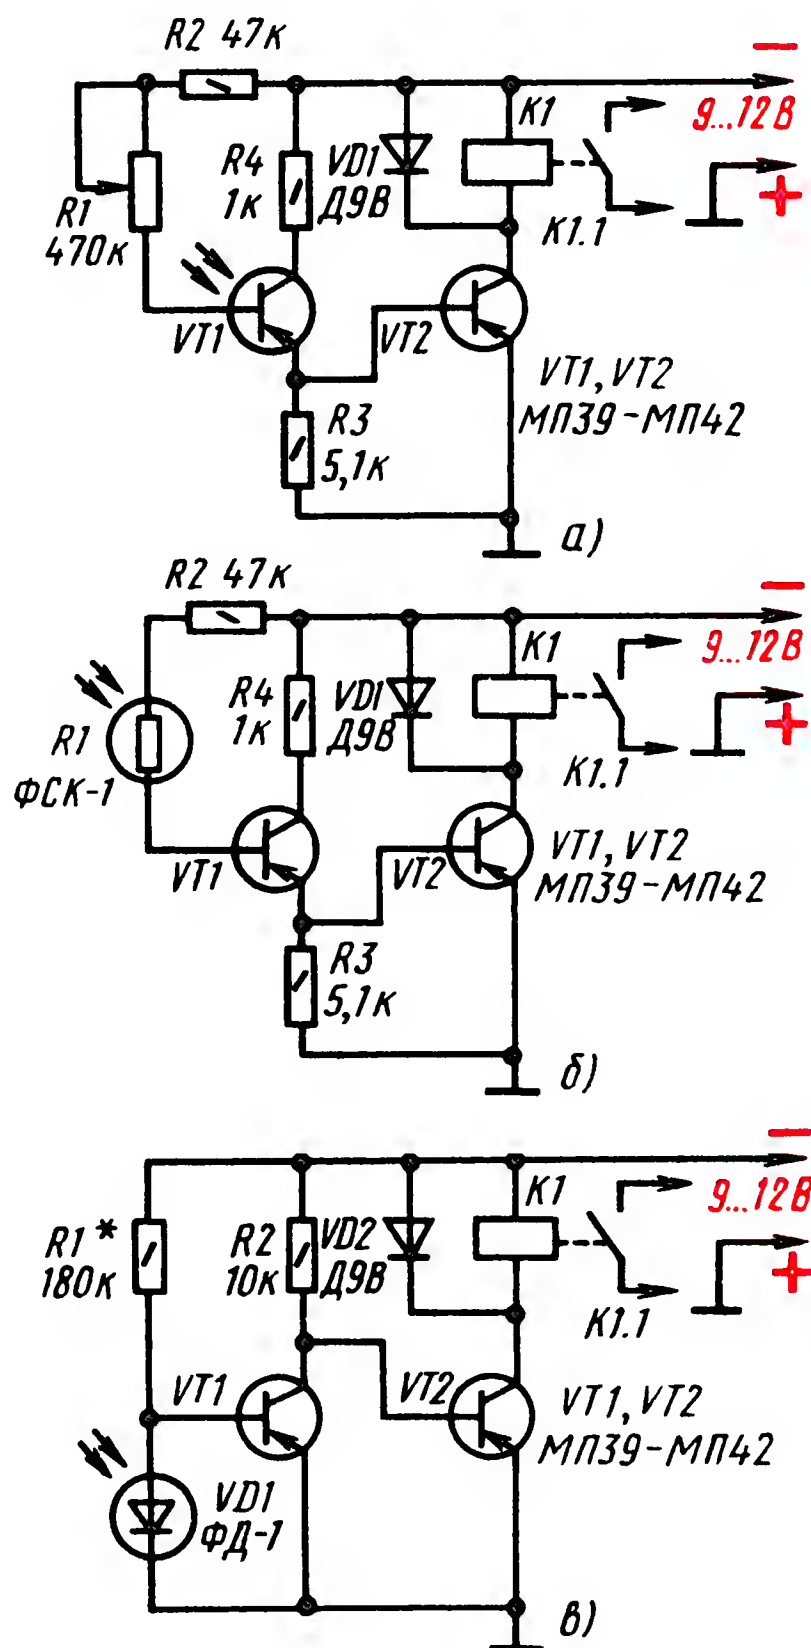 R2 47к
−
9...12В
+
K1
K1.1
R4
1к
VD1
Д9В
R1
470к
VT1
VT2
VT1, VT2
МП39-МП42
R3
5,1к
а)
R2 47к
−
9...12В
+
K1
K1.1
R4
1к
VD1
Д9В
R1
ФСК-1
VT1
VT2
VT1, VT2
МП39-МП42
R3
5,1к
б)
−
9...12В
+
K1
K1.1
R1*
180к
R2
10к
VD2
Д9В
VT1
VT2
VT1, VT2
МП39-МП42
VD1
ФД-1
в)